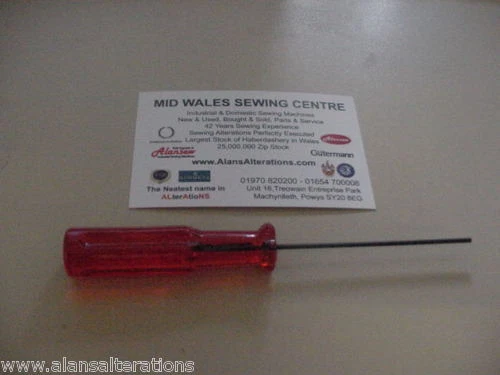 MID WALES SEWING CENTRE
Industrial & Domestic Sewing Machines
New & Used, Bought & Sold, Parts & Service
42 Years Sewing Experience
Sewing Alterations Perfectly Executed
Largest Stock of Haberdashery in Wales
25,000,000 Zip Stock
Alansew
Gütermann
www.AlansAlterations.com
The Neatest name in
ALterAtioNS
01970 820200 - 01654 700008
Unit 16,Treowain Entreprise Park
Machynlleth, Powys SY20 8EG
www.alansalterations